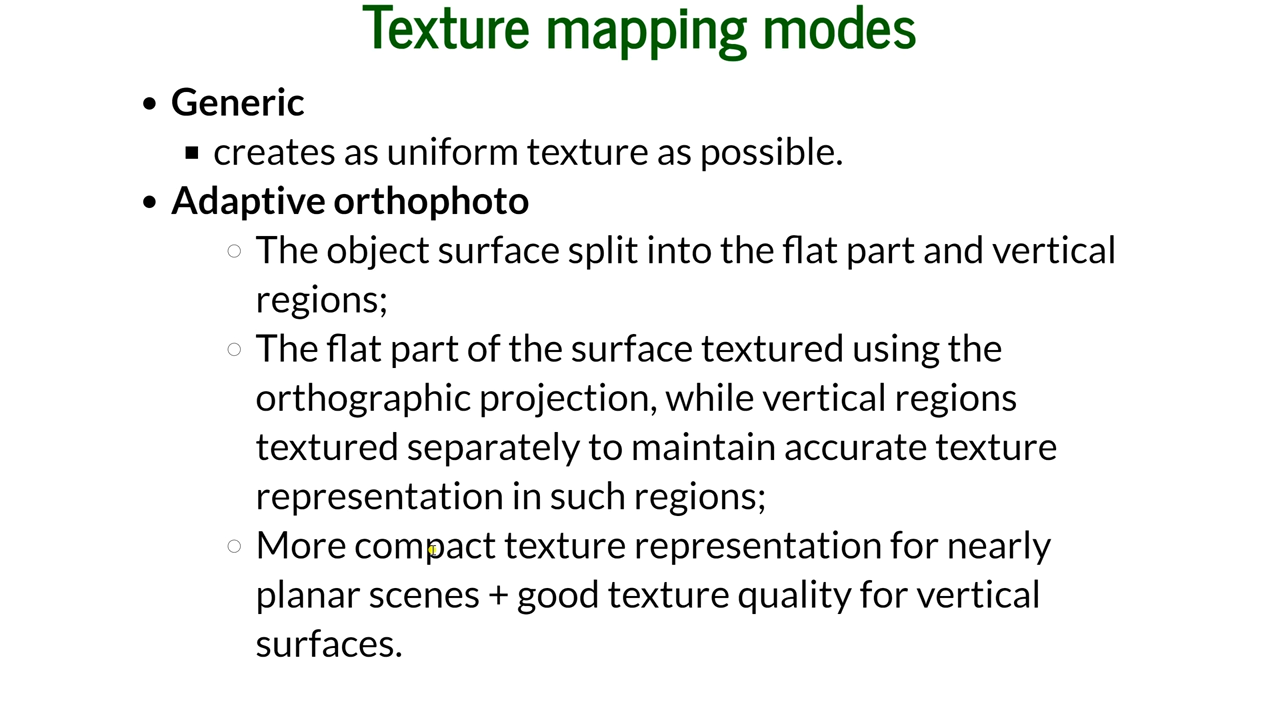 Texture mapping modes
Generic
creates as uniform texture as possible.
Adaptive orthophoto
The object surface split into the flat part and vertical
regions;
The flat part of the surface textured using the
orthographic projection, while vertical regions
textured separately to maintain accurate texture
representation in such regions;
More compact texture representation for nearly
planar scenes + good texture quality for vertical
surfaces.